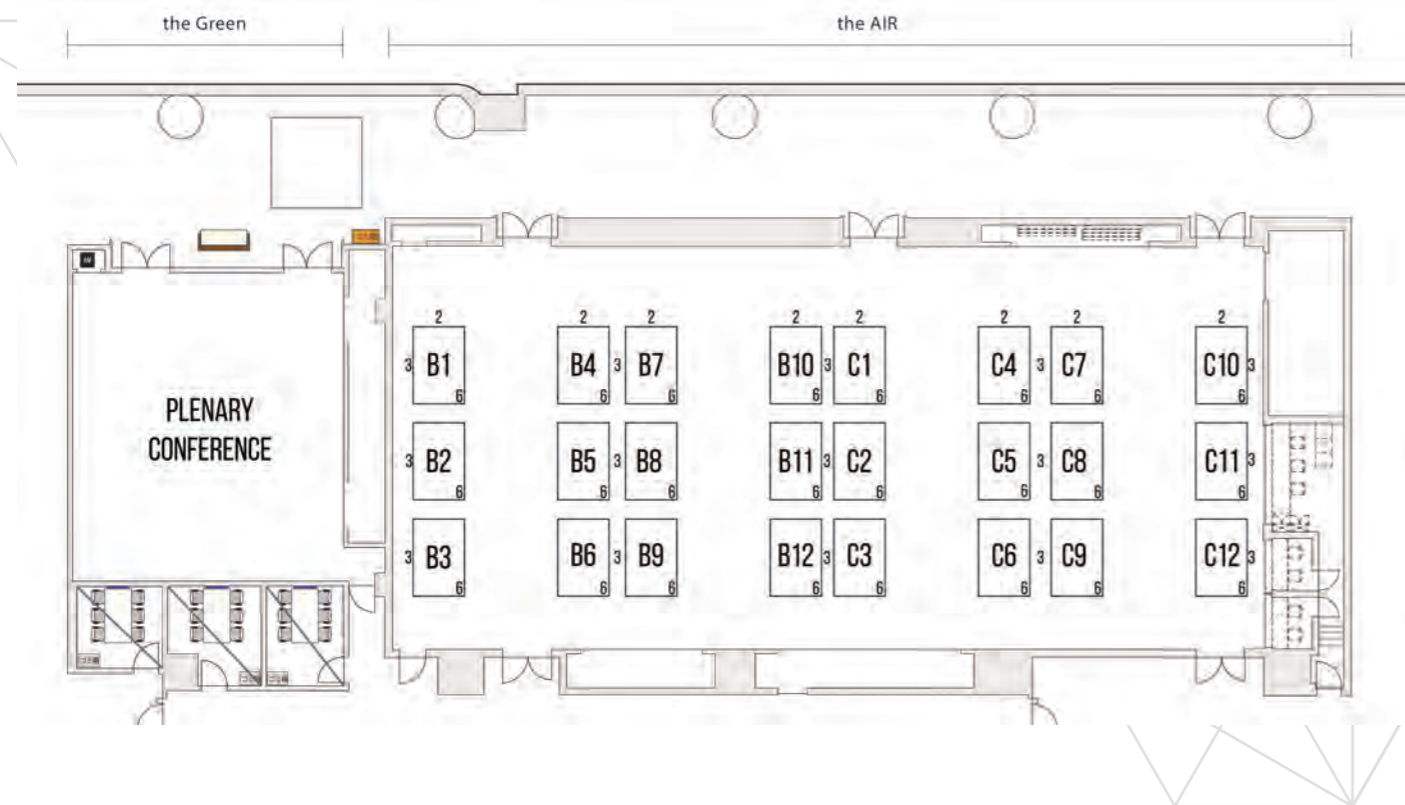 the Green
the AIR
2 2 2 2 2 2 2 2
3 B1 6 B4 6 3 B7 6 B10 6 3 C1 6 C4 6 3 C7 6 C10 6 3
PLENARY
CONFERENCE
3 B2 6 B5 6 3 B8 6 B11 6 3 C2 6 C5 6 3 C8 6 C11 6 3
3 B3 6 B6 6 3 B9 6 B12 6 3 C3 6 C6 6 3 C9 6 C12 6 3